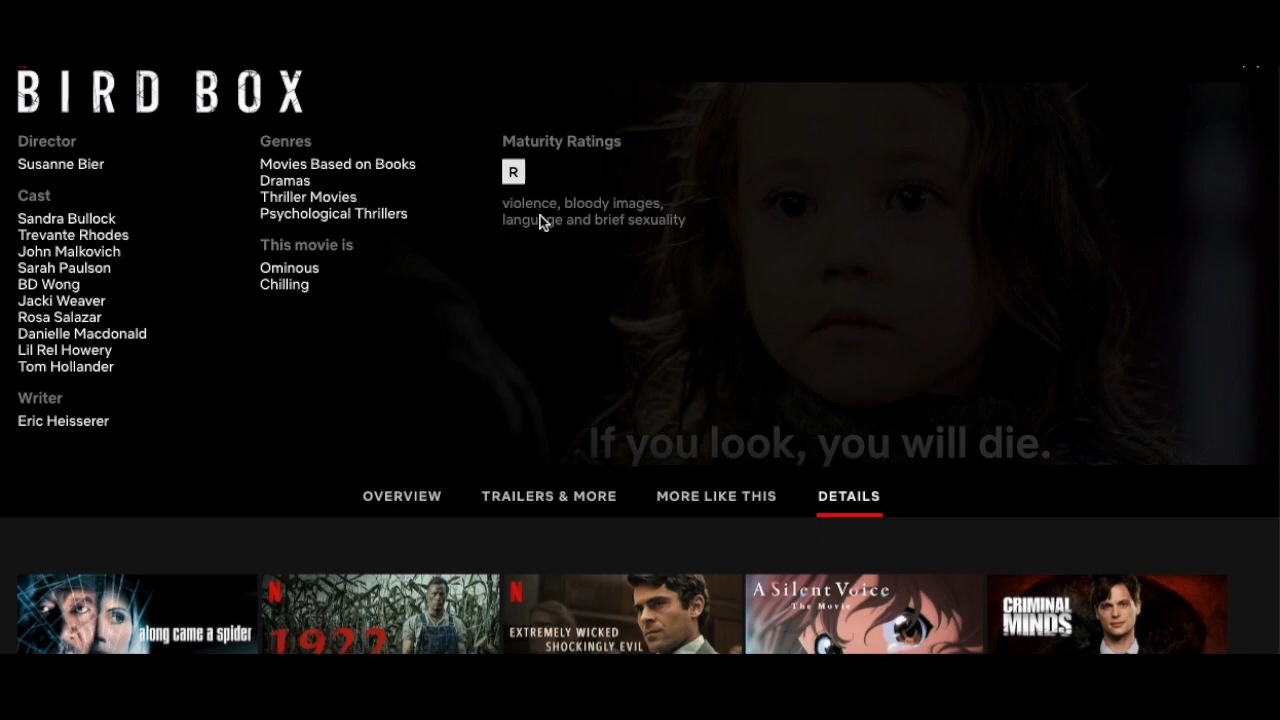 BIRD BOX
Director
Susanne Bier
Cast
Sandra Bullock
Trevante Rhodes
John Malkovich
Sarah Paulson
BD Wong
Jacki Weaver
Rosa Salazar
Danielle Macdonald
Lil Rel Howery
Tom Hollander
Writer
Eric Heisserer
Genres
Movies Based on Books
Dramas
Thriller Movies
Psychological Thrillers
This movie is
Ominous
Chilling
Maturity Ratings
R
violence, bloody images,
language and brief sexuality
If you look, you will die.
OVERVIEW
TRAILERS & MORE
MORE LIKE THIS
DETAILS
along came a spider
N
1922
N
EXTREMELY WICKED
SHOCKINGLY EVIL
A Silent Voice
The Movie
CRIMINAL
MINDS